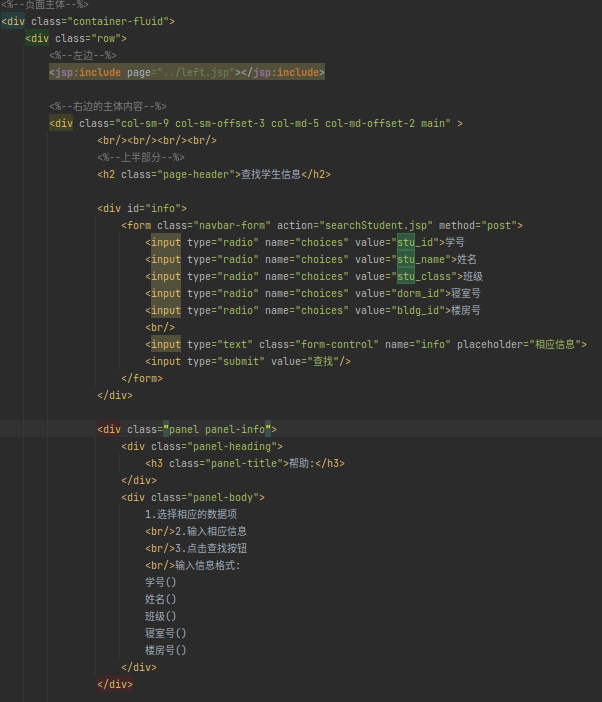 <%--页面主体--%>
<div class="container-fluid">
<div class="row">
<%--左边--%>
<jsp:include page="../left.jsp"></jsp:include>
<%--右边的主体内容--%>
<div class="col-sm-9 col-sm-offset-3 col-md-5 col-md-offset-2 main" >
<br/><br/><br/><br/>
<%--上半部分--%>
<h2 class="page-header">查找学生信息</h2>
<div id="info">
<form class="navbar-form" action="searchStudent.jsp" method="post">
<input type="radio" name="choices" value="stu_id">学号
<input type="radio" name="choices" value="stu_name">姓名
<input type="radio" name="choices" value="stu_class">班级
<input type="radio" name="choices" value="dorm_id">寝室号
<input type="radio" name="choices" value="bldg_id">楼房号
<br/>
<input type="text" class="form-control" name="info" placeholder="相应信息">
<input type="submit" value="查找"/>
</form>
</div>
<div class="panel panel-info">
<div class="panel-heading">
<h3 class="panel-title">帮助:</h3>
</div>
<div class="panel-body">
1.选择相应的数据项
<br/>2.输入相应信息
<br/>3.点击查找按钮
<br/>输入信息格式:
学号()
姓名()
班级()
寝室号()
楼房号()
</div>
</div>